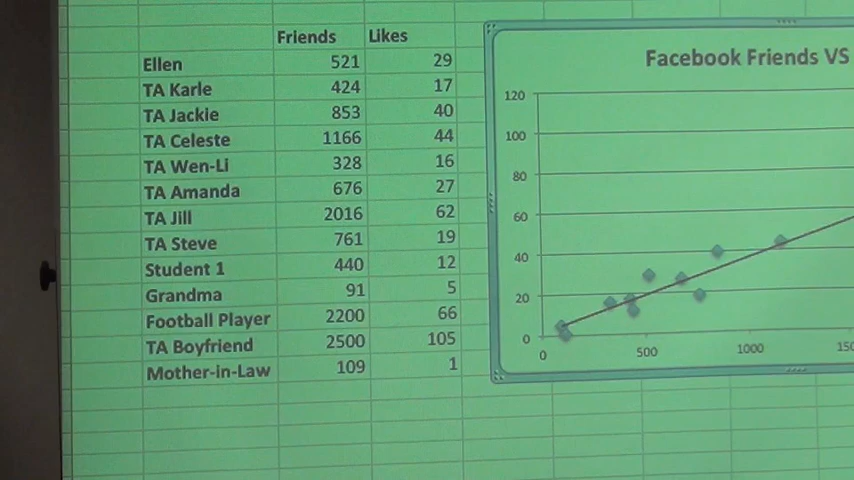 Friends Likes
Ellen 521 29
TA Karle 424 17
TA Jackie 853 40
TA Celeste 1166 44
TA Wen-Li 328 16
TA Amanda 676 27
TA Jill 2016 62
TA Steve 761 19
Student 1 440 12
Grandma 91 5
Football Player 2200 66
TA Boyfriend 2500 105
Mother-in-Law 109 1
Facebook Friends VS
120
100
80
60
40
20
0
0 500 1000 150